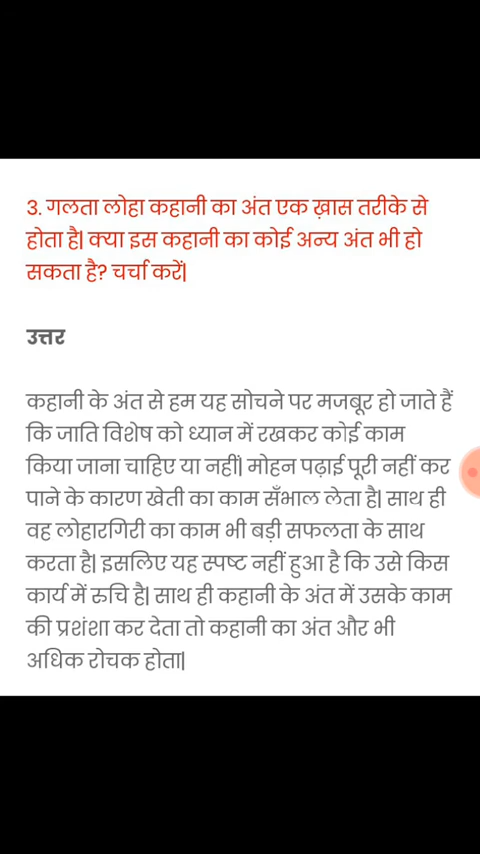 3. गलता लोहा कहानी का अंत एक ख़ास तरीके से
होता है| क्या इस कहानी का कोई अन्य अंत भी हो
सकता है? चर्चा करें|
उत्तर
कहानी के अंत से हम यह सोचने पर मजबूर हो जाते हैं
कि जाति विशेष को ध्यान में रखकर कोई काम
किया जाना चाहिए या नहीं| मोहन पढ़ाई पूरी नहीं कर
पाने के कारण खेती का काम सँभाल लेता है| साथ ही
वह लोहारगिरी का काम भी बड़ी सफलता के साथ
करता है| इसलिए यह स्पष्ट नहीं हुआ है कि उसे किस
कार्य में रुचि है| साथ ही कहानी के अंत में उसके काम
की प्रशंशा कर देता तो कहानी का अंत और भी
अधिक रोचक होता|